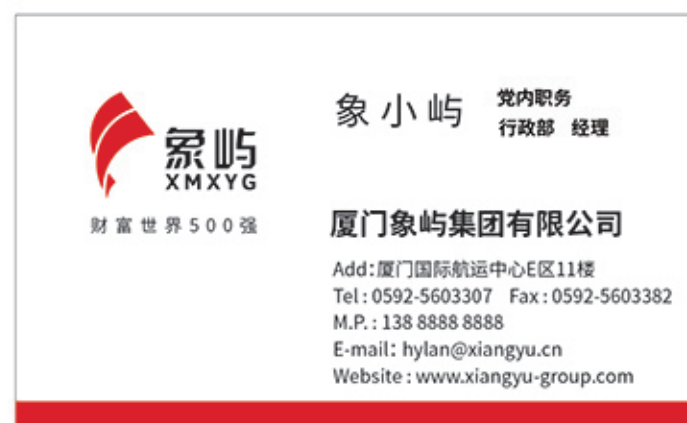 象屿
XMXYG
财富世界500强
象小屿
党内职务
行政部 经理
厦门象屿集团有限公司
Add:厦门国际航运中心E区11楼
Tel : 0592-5603307 Fax : 0592-5603382
M.P. : 138 8888 8888
E-mail: hylan@xiangyu.cn
Website : www.xiangyu-group.com